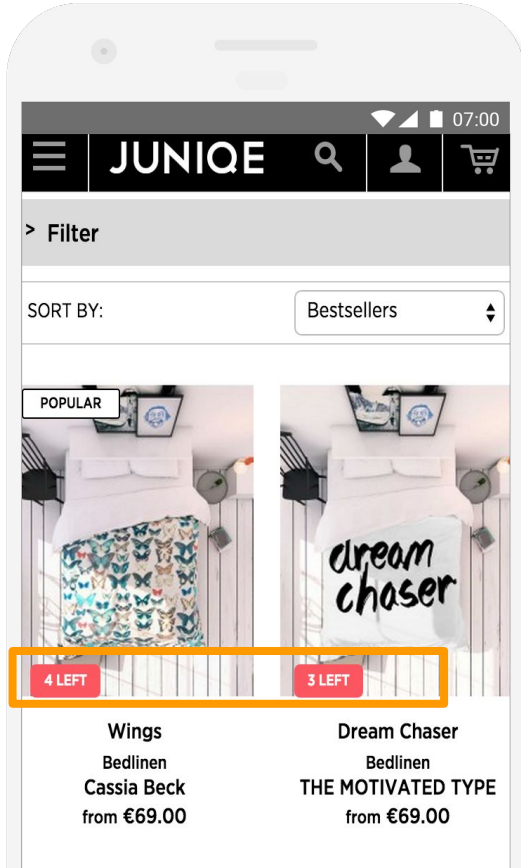 07:00
JUNIQE
> Filter
SORT BY: Bestsellers
POPULAR
dream
chaser
4 LEFT 3 LEFT
Wings Dream Chaser
Bedlinen Bedlinen
Cassia Beck THE MOTIVATED TYPE
from €69.00 from €69.00